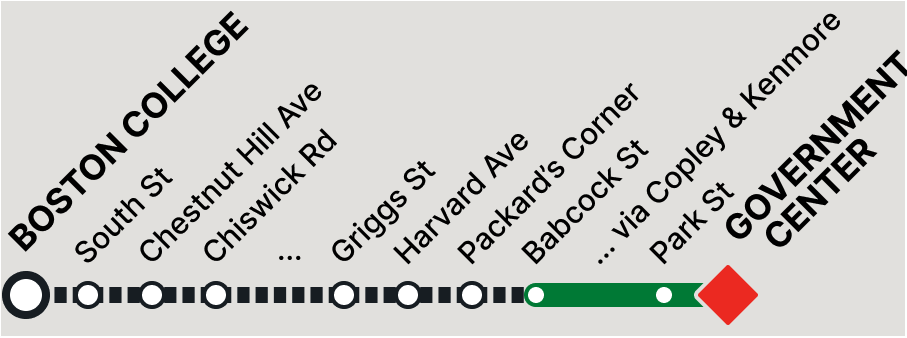 BOSTON COLLEGE
South St
Chestnut Hill Ave
Chiswick Rd
...
Griggs St
Harvard Ave
Packard's Corner
Babcock St
... via Copley & Kenmore
Park St
GOVERNMENT
CENTER